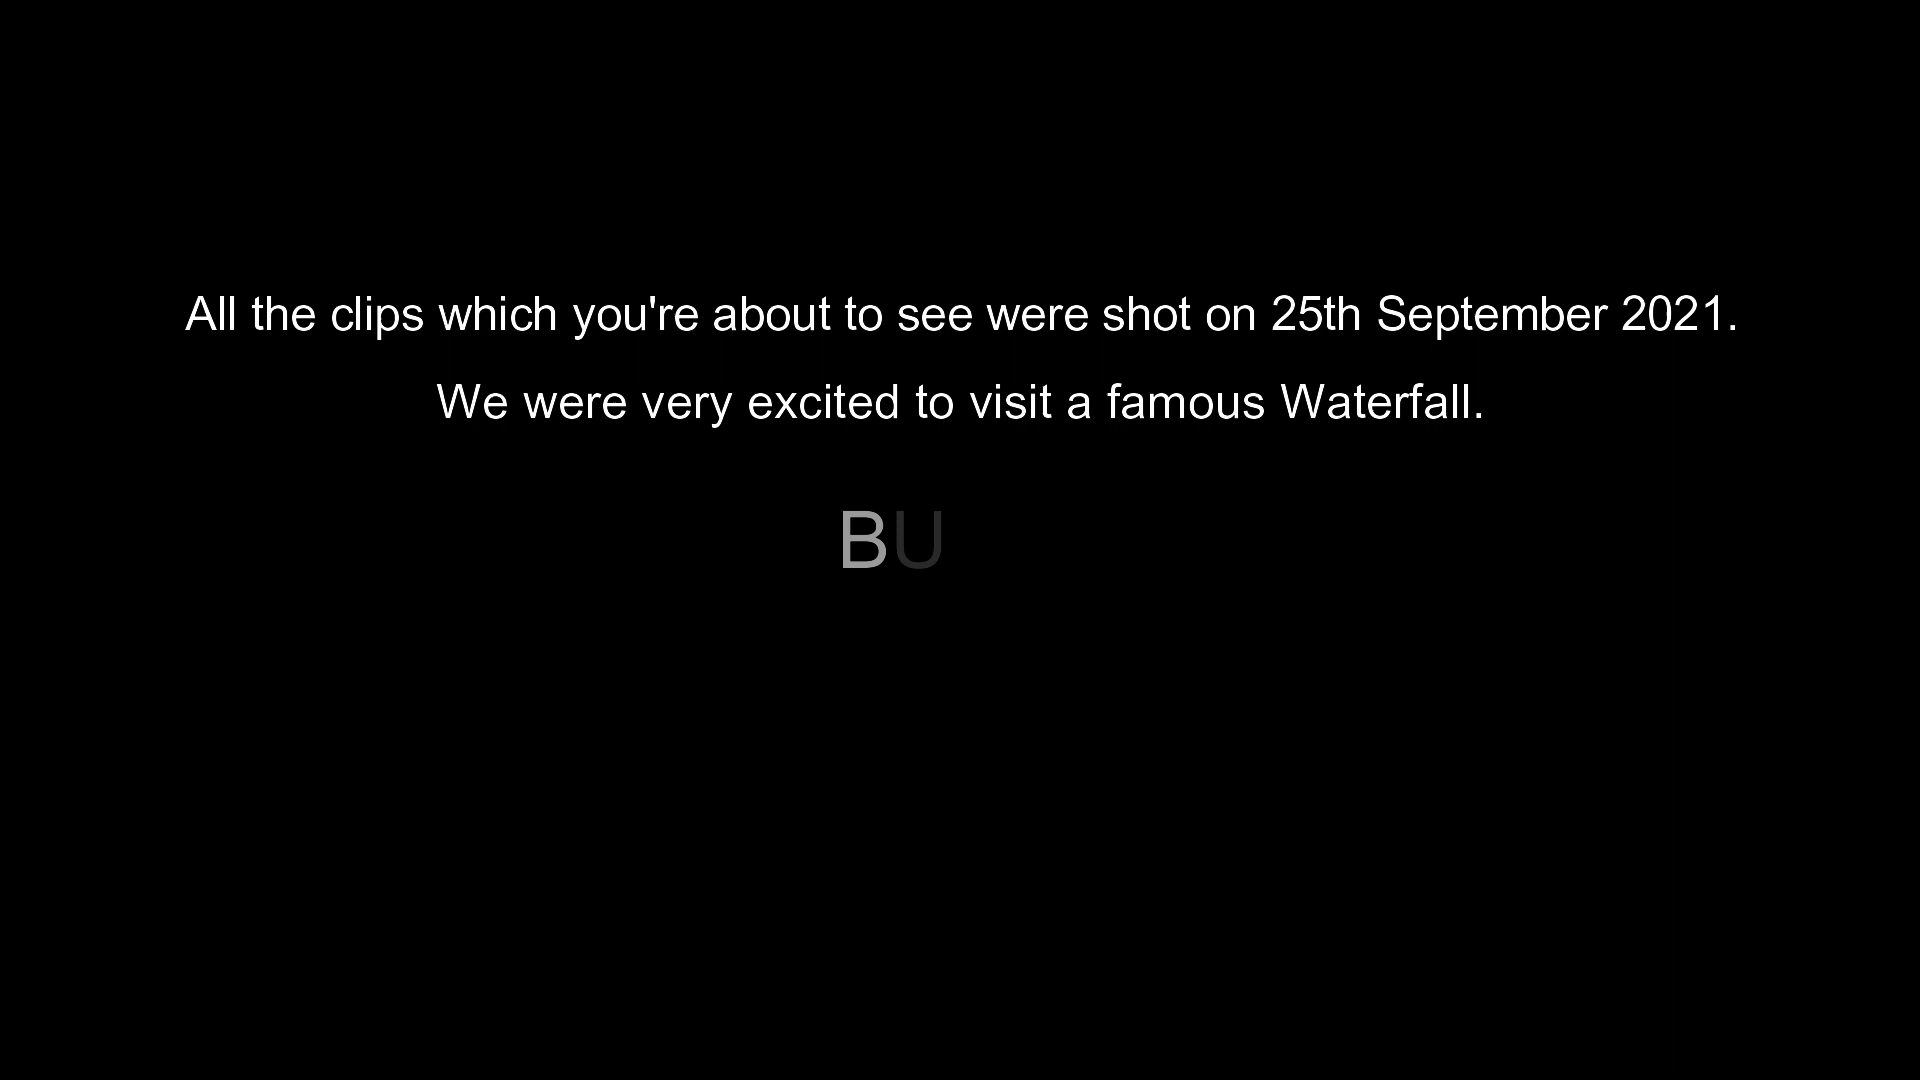 All the clips which you're about to see were shot on 25th September 2021.
We were very excited to visit a famous Waterfall.
BU